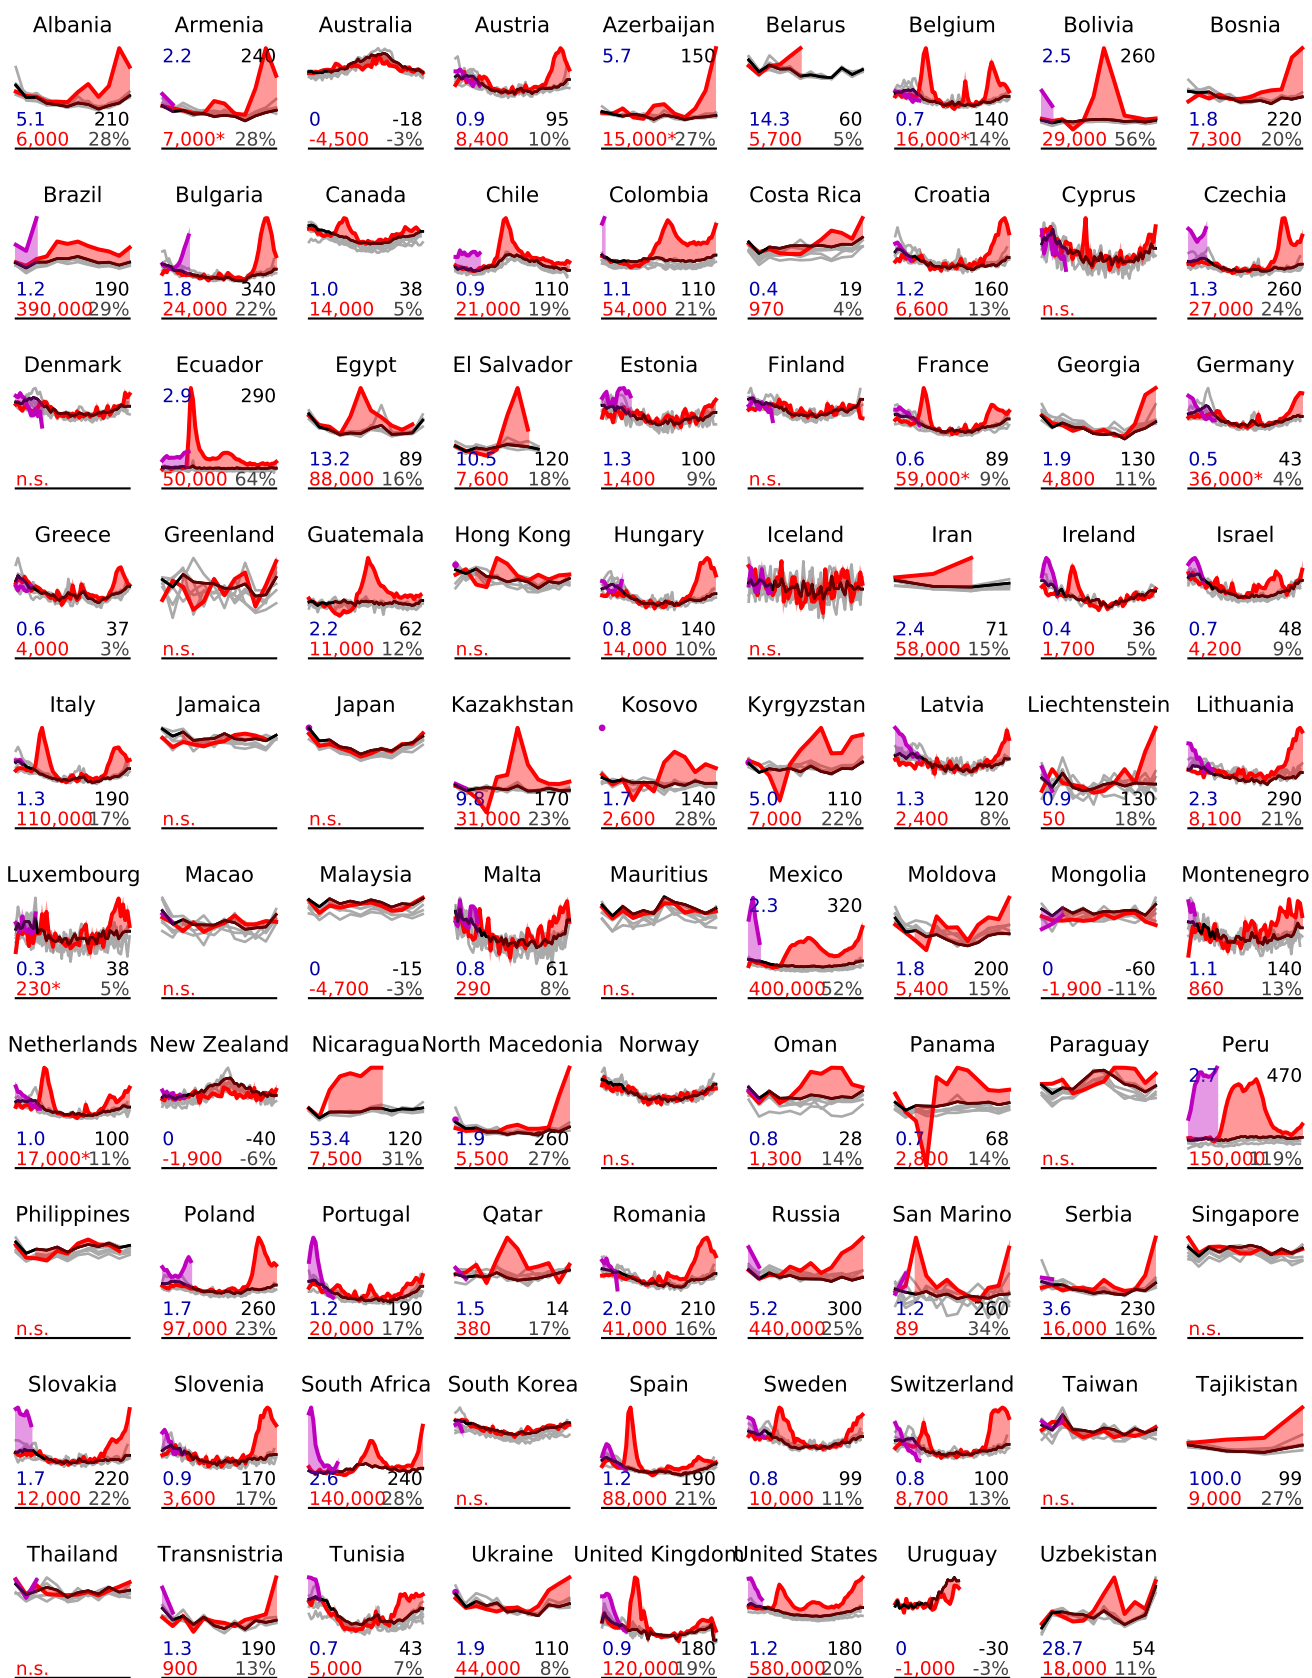 Albania Armenia Australia Austria Azerbaijan Belarus Belgium Bolivia Bosnia
2.2 240 5.7 150 2.5 260
5.1 210 0 -18 0.9 95 14.3 60 0.7 140 1.8 220
6,000 28% 7,000* 28% -4,500 -3% 8,400 10% 15,000* 27% 5,700 5% 16,000* 14% 29,000 56% 7,300 20%
Brazil Bulgaria Canada Chile Colombia Costa Rica Croatia Cyprus Czechia
1.2 190 1.8 340 1.0 38 0.9 110 1.1 110 0.4 19 1.2 160 1.3 260
390,000 29% 24,000 22% 14,000 5% 21,000 19% 54,000 21% 970 4% 6,600 13% n.s. 27,000 24%
Denmark Ecuador Egypt El Salvador Estonia Finland France Georgia Germany
2.9 290
13.2 89 10.5 120 1.3 100 0.6 89 1.9 130 0.5 43
n.s. 50,000 64% 88,000 16% 7,600 18% 1,400 9% n.s. 59,000* 9% 4,800 11% 36,000* 4%
Greece Greenland Guatemala Hong Kong Hungary Iceland Iran Ireland Israel
0.6 37 2.2 62 0.8 140 2.4 71 0.4 36 0.7 48
4,000 3% n.s. 11,000 12% n.s. 14,000 10% n.s. 58,000 15% 1,700 5% 4,200 9%
Italy Jamaica Japan Kazakhstan Kosovo Kyrgyzstan Latvia Liechtenstein Lithuania
1.3 190 9.8 170 1.7 140 5.0 110 1.3 120 0.9 130 2.3 290
110,000 17% n.s. n.s. 31,000 23% 2,600 28% 7,000 22% 2,400 8% 50 18% 8,100 21%
Luxembourg Macao Malaysia Malta Mauritius Mexico Moldova Mongolia Montenegro
2.3 320
0.3 38 0 -15 0.8 61 1.8 200 0 -60 1.1 140
230* 5% n.s. -4,700 -3% 290 8% n.s. 400,000 52% 5,400 15% -1,900 -11% 860 13%
Netherlands New Zealand Nicaragua North Macedonia Norway Oman Panama Paraguay Peru
2.7 470
1.0 100 0 -40 53.4 120 1.9 260 0.8 28 0.7 68
17,000* 11% -1,900 -6% 7,500 31% 5,500 27% n.s. 1,300 14% 2,800 14% n.s. 150,000 119%
Philippines Poland Portugal Qatar Romania Russia San Marino Serbia Singapore
1.7 260 1.2 190 1.5 14 2.0 210 5.2 300 1.2 260 3.6 230
n.s. 97,000 23% 20,000 17% 380 17% 41,000 16% 440,000 25% 89 34% 16,000 16% n.s.
Slovakia Slovenia South Africa South Korea Spain Sweden Switzerland Taiwan Tajikistan
1.7 220 0.9 170 2.6 240 1.2 190 0.8 99 0.8 100 100.0 99
12,000 22% 3,600 17% 140,000 28% n.s. 88,000 21% 10,000 11% 8,700 13% n.s. 9,000 27%
Thailand Transnistria Tunisia Ukraine United Kingdom United States Uruguay Uzbekistan
1.3 190 0.7 43 1.9 110 0.9 180 1.2 180 0 -30 28.7 54
n.s. 900 13% 5,000 7% 44,000 8% 120,000 19% 580,000 20% -1,000 -3% 18,000 11%